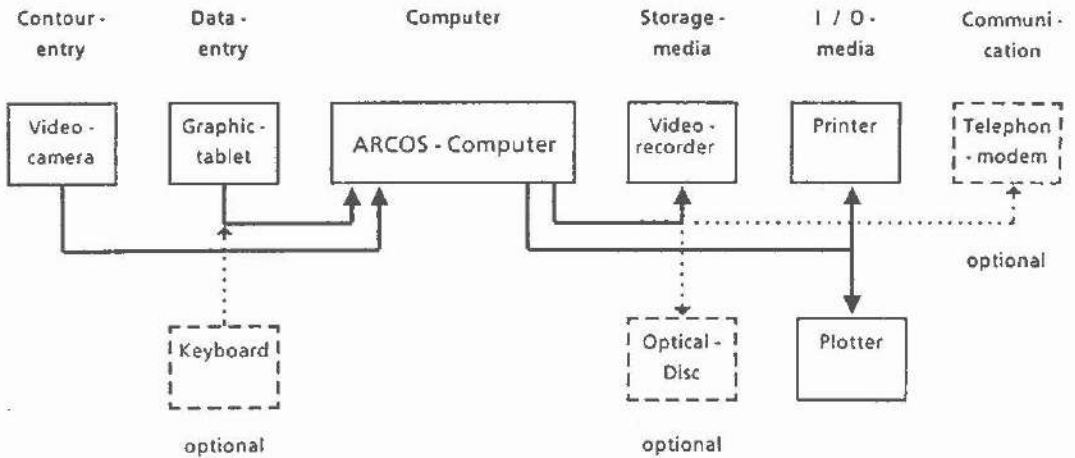 Contour - Data - Computer Storage - I / O - Communi -
entry entry media media cation
Video - Graphic - ARCOS - Computer Video - Printer Telephon
camera tablet recorder - modem
optional
Keyboard Optical - Plotter
Disc
optional optional